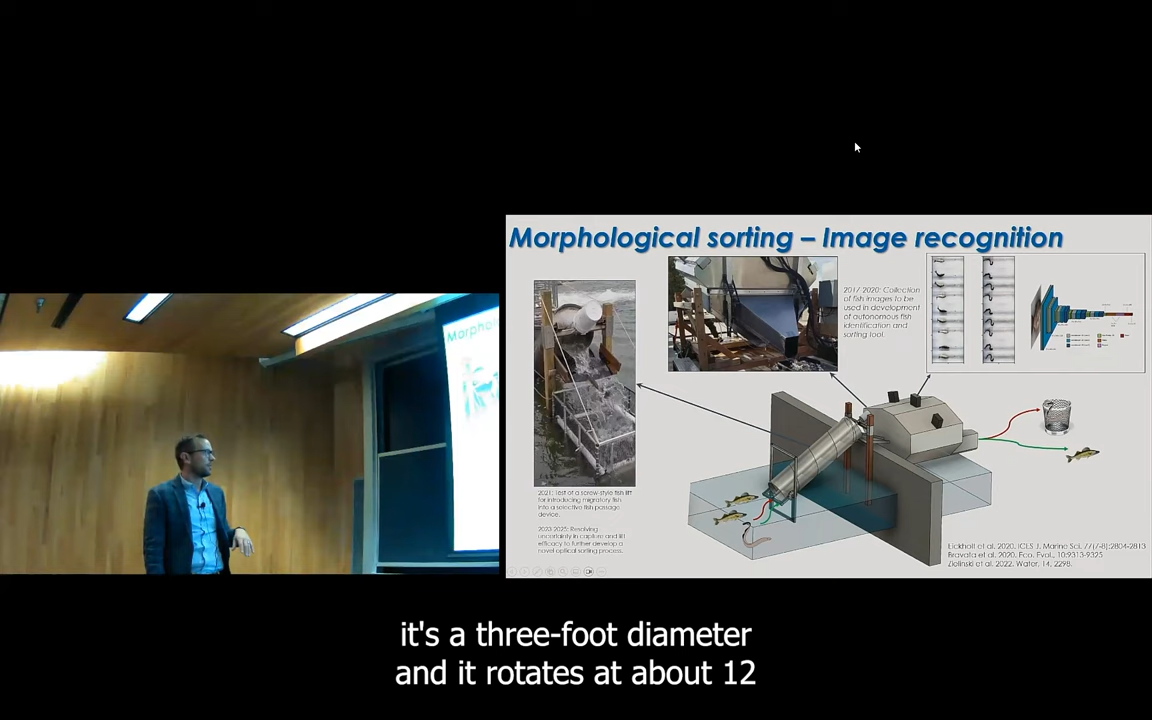 Morphological sorting – Image recognition
2017/2020: Collection
of fish images to be
used in development
of autonomous fish
identification and
sorting tool.
2021: Test of a screw-style fish lift
for introducing migratory fish
into a selective fish passage
device.
2023-2025: Resolving
uncertainty in capture and lift
efficacy to further develop a
novel optical sorting process.
Eickholt et al. 2020. ICES J. Marine Sci. 77(7-8):2804-2813
Bravata et al. 2020. Eco. Evol., 10:9313-9325
Zielinski et al. 2022. Water, 14, 2298.
Morpholo
it's a three-foot diameter
and it rotates at about 12